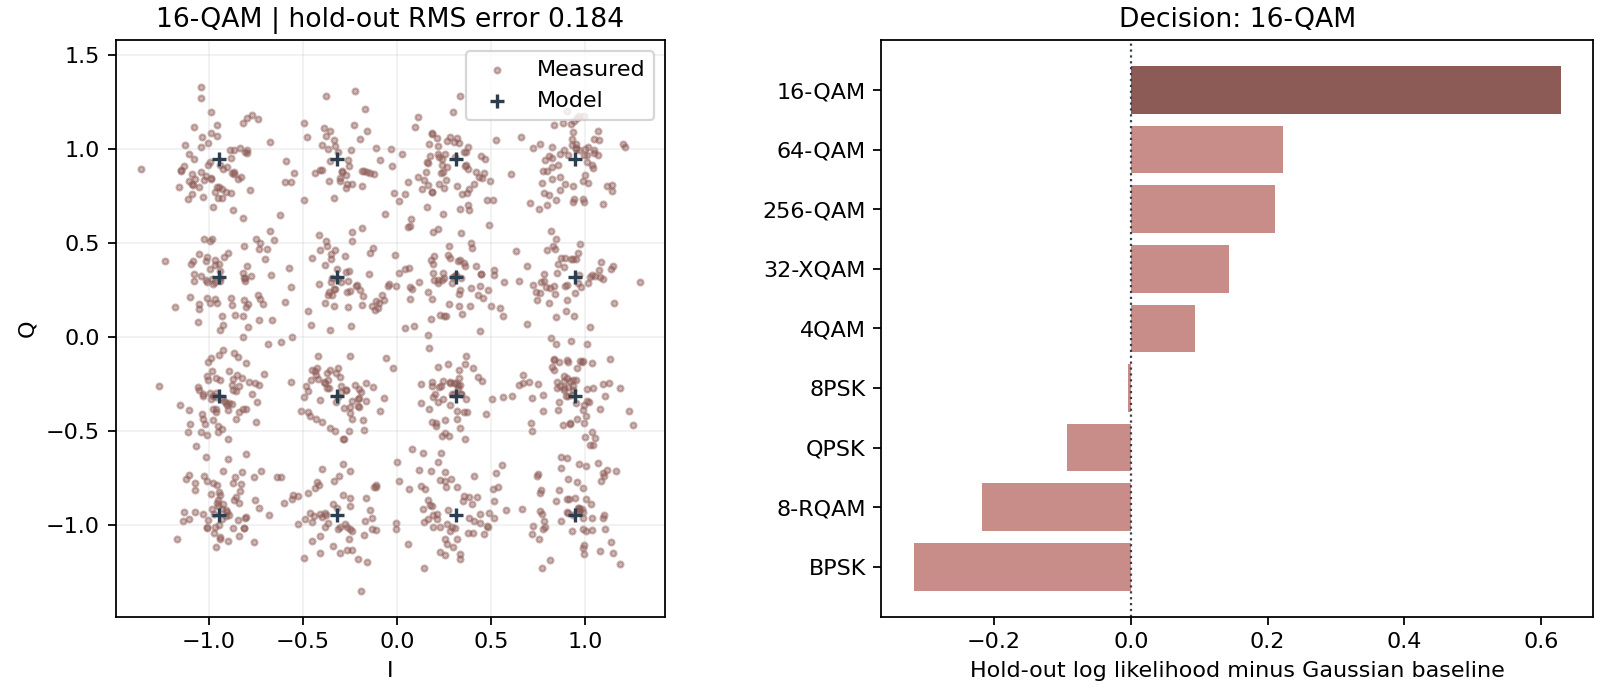 16-QAM | hold-out RMS error 0.184
Measured
Model
1.5
1.0
0.5
0.0
−0.5
−1.0
Q
−1.0
−0.5
0.0
0.5
1.0
I
Decision: 16-QAM
16-QAM
64-QAM
256-QAM
32-XQAM
4QAM
8PSK
QPSK
8-RQAM
BPSK
−0.2
0.0
0.2
0.4
0.6
Hold-out log likelihood minus Gaussian baseline